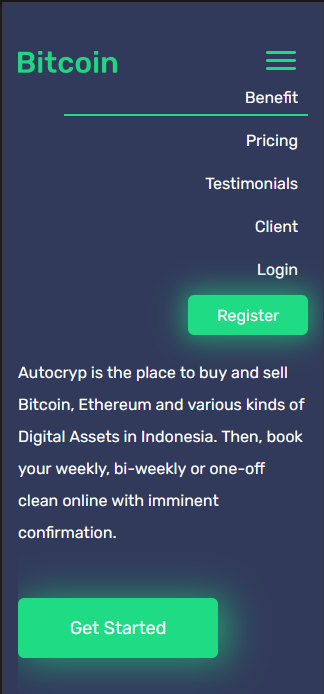 Bitcoin
Benefit
Pricing
Testimonials
Client
Login
Register
Autocryp is the place to buy and sell
Bitcoin, Ethereum and various kinds of
Digital Assets in Indonesia. Then, book
your weekly, bi-weekly or one-off
clean online with imminent
confirmation.
Get Started